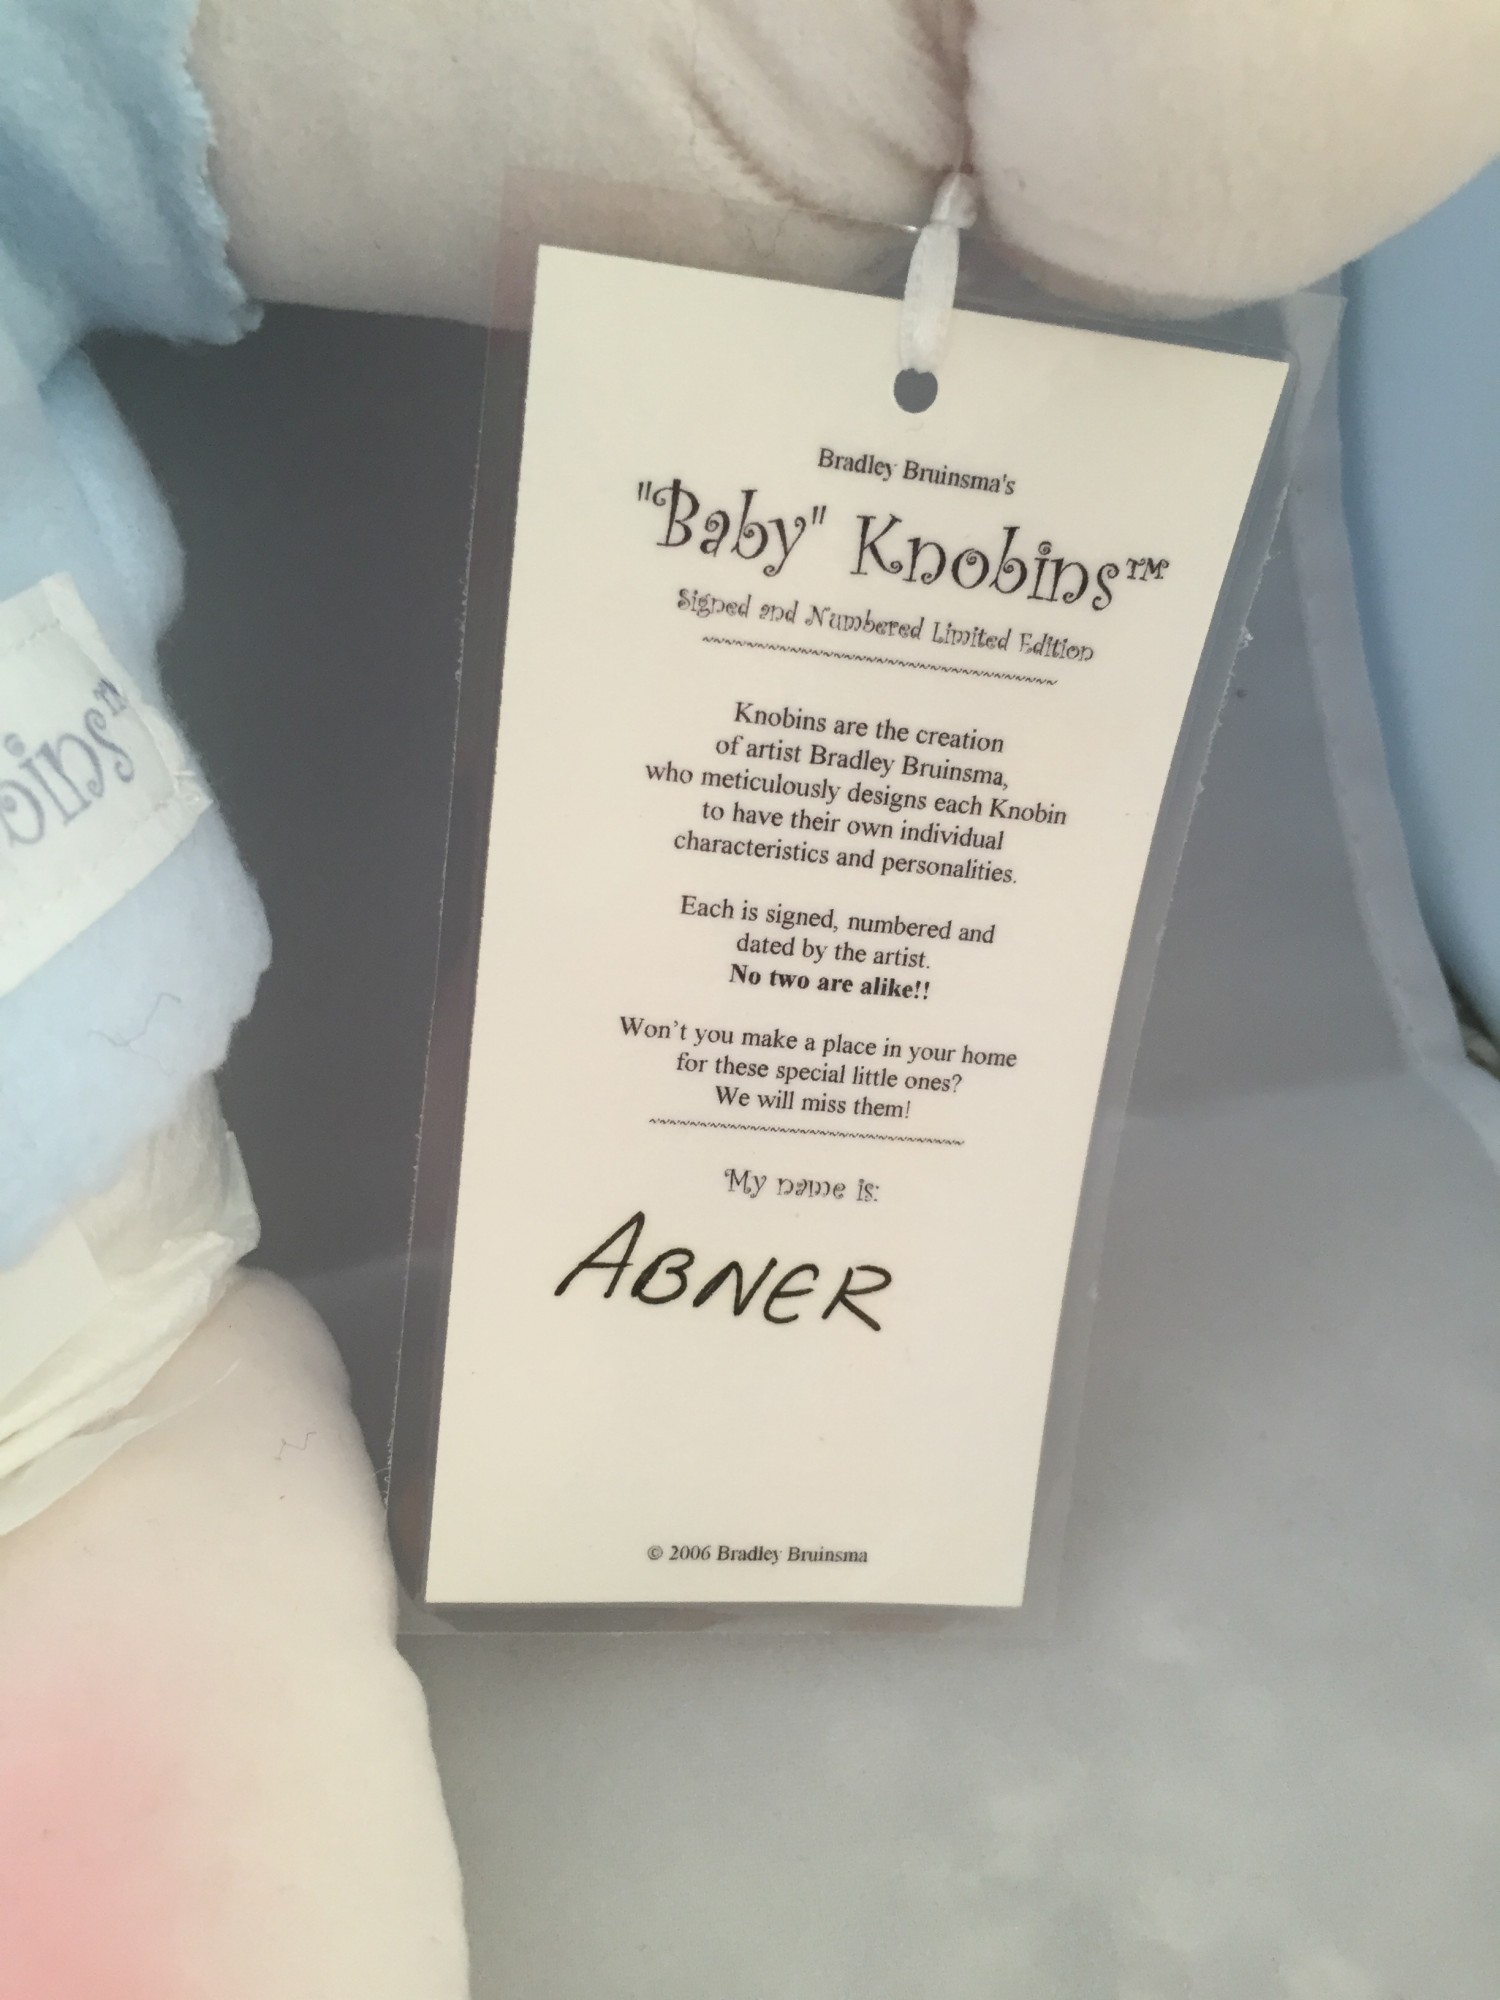 Bradley Bruinsma's
"Baby" Knobins™
Signed and Numbered Limited Edition
Knobins are the creation
of artist Bradley Bruinsma,
who meticulously designs each Knobin
to have their own individual
characteristics and personalities.
Each is signed, numbered and
dated by the artist.
No two are alike!!
Won't you make a place in your home
for these special little ones?
We will miss them!
My name is:
ABNER
© 2006 Bradley Bruinsma